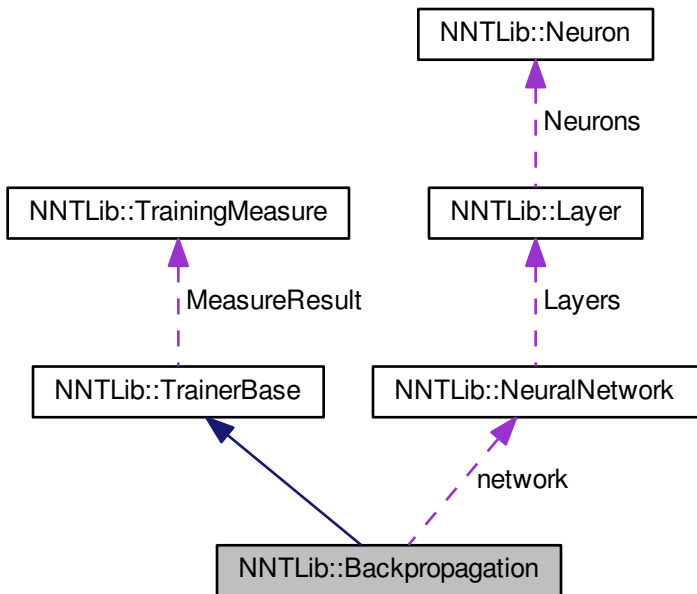 NNTLib::Neuron
Neurons
NNTLib::TrainingMeasure
NNTLib::Layer
MeasureResult
Layers
NNTLib::TrainerBase
NNTLib::NeuralNetwork
network
NNTLib::Backpropagation